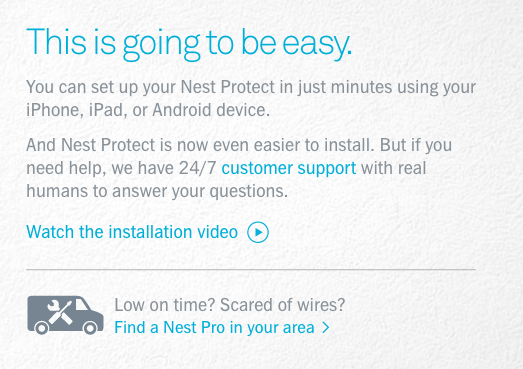 This is going to be easy.
You can set up your Nest Protect in just minutes using your
iPhone, iPad, or Android device.
And Nest Protect is now even easier to install. But if you
need help, we have 24/7 customer support with real
humans to answer your questions.
Watch the installation video
Low on time? Scared of wires?
Find a Nest Pro in your area >